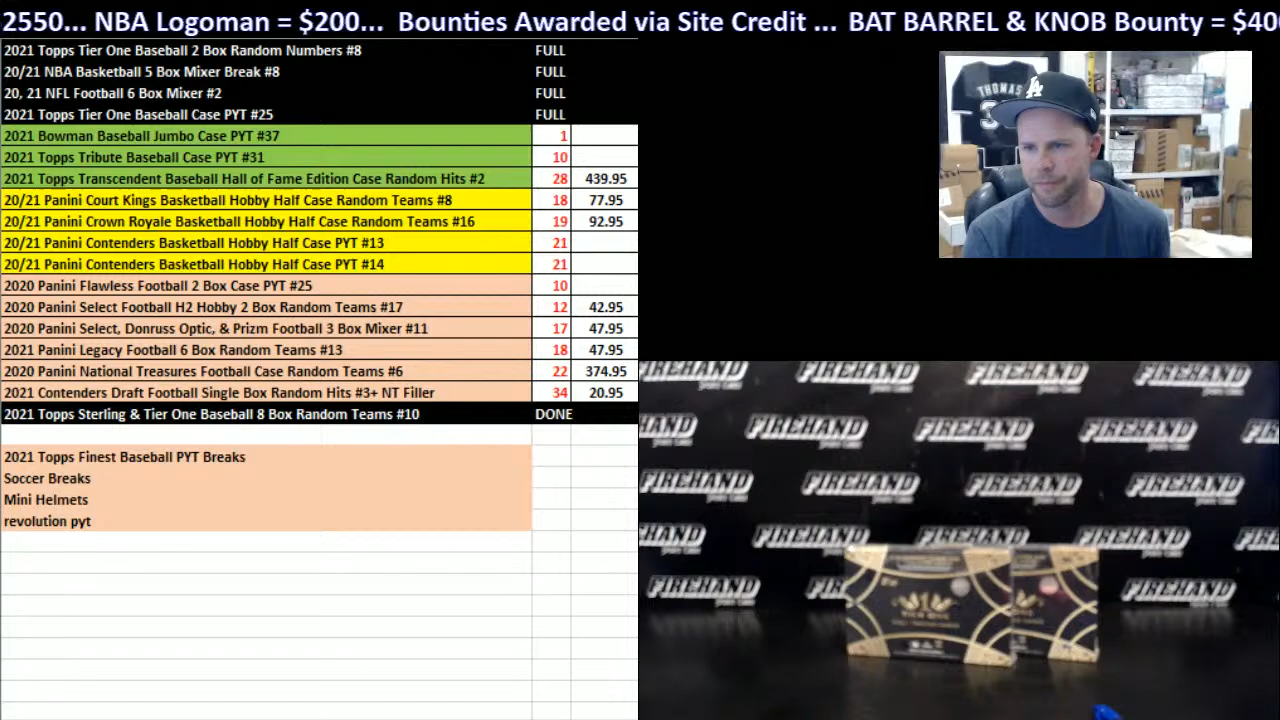 2550... NBA Logoman = $200... Bounties Awarded via Site Credit ... BAT BARREL & KNOB Bounty = $400
2021 Topps Tier One Baseball 2 Box Random Numbers #8 FULL
20/21 NBA Basketball 5 Box Mixer Break #8 FULL
20, 21 NFL Football 6 Box Mixer #2 FULL
2021 Topps Tier One Baseball Case PYT #25 FULL
2021 Bowman Baseball Jumbo Case PYT #37 1
2021 Topps Tribute Baseball Case PYT #31 10
2021 Topps Transcendent Baseball Hall of Fame Edition Case Random Hits #2 28 439.95
20/21 Panini Court Kings Basketball Hobby Half Case Random Teams #8 18 77.95
20/21 Panini Crown Royale Basketball Hobby Half Case Random Teams #16 19 92.95
20/21 Panini Contenders Basketball Hobby Half Case PYT #13 21
20/21 Panini Contenders Basketball Hobby Half Case PYT #14 21
2020 Panini Flawless Football 2 Box Case PYT #25 10
2020 Panini Select Football H2 Hobby 2 Box Random Teams #17 12 42.95
2020 Panini Select, Donruss Optic, & Prizm Football 3 Box Mixer #11 17 47.95
2021 Panini Legacy Football 6 Box Random Teams #13 18 47.95
2020 Panini National Treasures Football Case Random Teams #6 22 374.95
2021 Contenders Draft Football Single Box Random Hits #3+ NT Filler 34 20.95
2021 Topps Sterling & Tier One Baseball 8 Box Random Teams #10 DONE
2021 Topps Finest Baseball PYT Breaks
Soccer Breaks
Mini Helmets
revolution pyt
THOMAS
LA
FIREHAND
TIER ONE